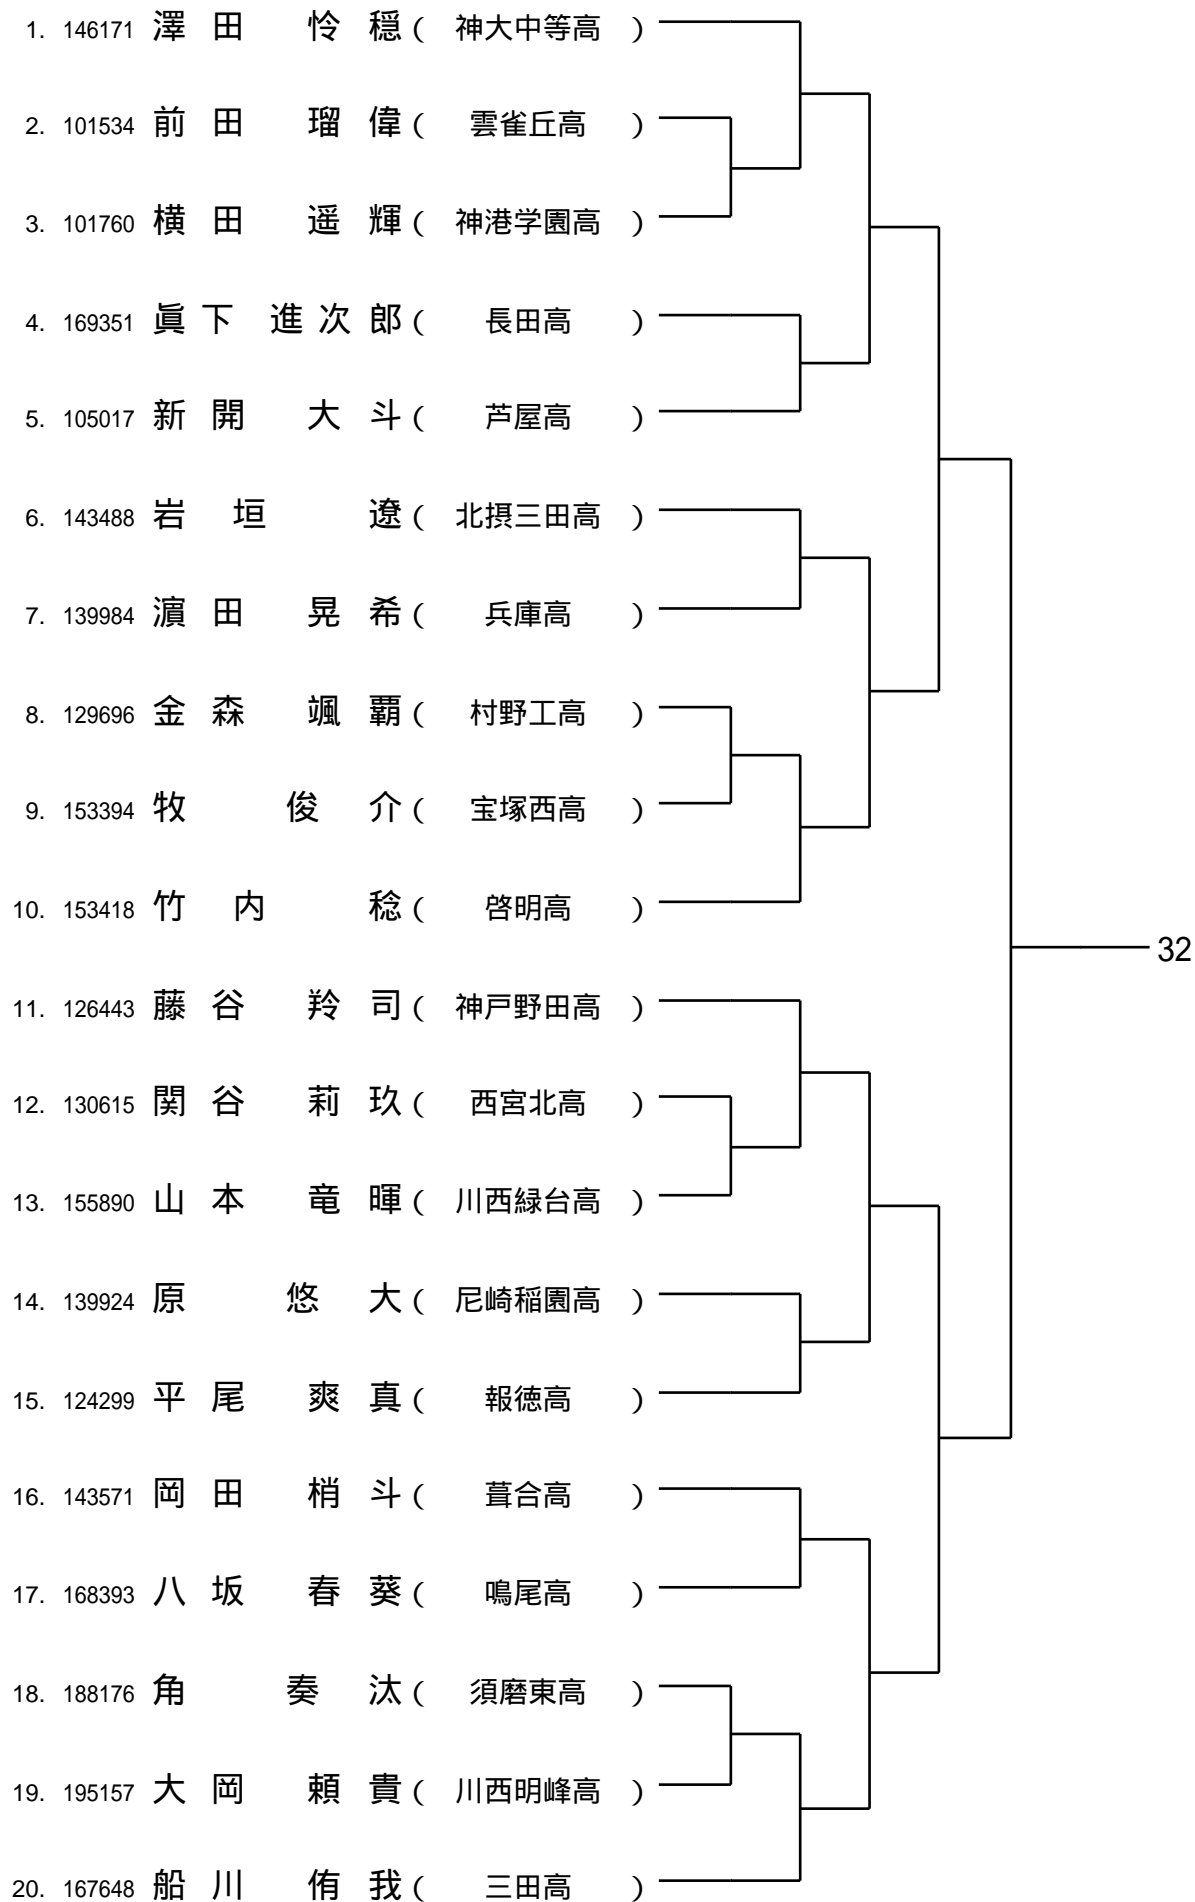 1. 146171 澤田 怜穏 ( 神大中等高 )
2. 101534 前田 瑠偉 ( 雲雀丘高 )
3. 101760 横田 遥輝 ( 神港学園高 )
4. 169351 眞下 進次郎 ( 長田高 )
5. 105017 新開 大斗 ( 芦屋高 )
6. 143488 岩垣 遼 ( 北摂三田高 )
7. 139984 濵田 晃希 ( 兵庫高 )
8. 129696 金森 颯覇 ( 村野工高 )
9. 153394 牧 俊介 ( 宝塚西高 )
10. 153418 竹内 稔 ( 啓明高 )
32
11. 126443 藤谷 羚司 ( 神戸野田高 )
12. 130615 関谷 莉玖 ( 西宮北高 )
13. 155890 山本 竜暉 ( 川西緑台高 )
14. 139924 原 悠大 ( 尼崎稲園高 )
15. 124299 平尾 爽真 ( 報徳高 )
16. 143571 岡田 梢斗 ( 葺合高 )
17. 168393 八坂 春葵 ( 鳴尾高 )
18. 188176 角 奏汰 ( 須磨東高 )
19. 195157 大岡 頼貴 ( 川西明峰高 )
20. 167648 船川 侑我 ( 三田高 )